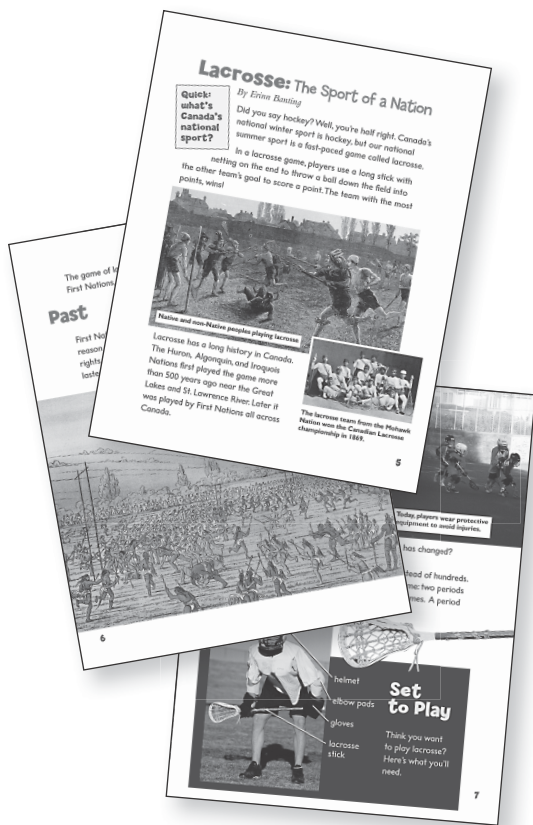 Lacrosse: The Sport of a Nation
By Erinn Banting
Quick:
what's
Canada's
national
sport?
Did you say hockey? Well, you're half right. Canada's
national winter sport is hockey, but our national
summer sport is a fast-paced game called lacrosse.
In a lacrosse game, players use a long stick with
netting on the end to throw a ball down the field into
the other team's goal to score a point. The team with the most
points, wins!
Native and non-Native peoples playing lacrosse
Lacrosse has a long history in Canada.
The Huron, Algonquin, and Iroquois
Nations first played the game more
than 500 years ago near the Great
Lakes and St. Lawrence River. Later it
was played by First Nations all across
Canada.
The lacrosse team from the Mohawk
Nation won the Canadian Lacrosse
championship in 1869.
5
The game of
First Nations
Past
First
reason
rights
6
Today, players wear protective
equipment to avoid injuries.
has changed?
instead of hundreds.
two periods
A period
helmet
elbow pads
gloves
lacrosse
stick
Set
to Play
Think you want
to play lacrosse?
Here's what you'll
need.
7